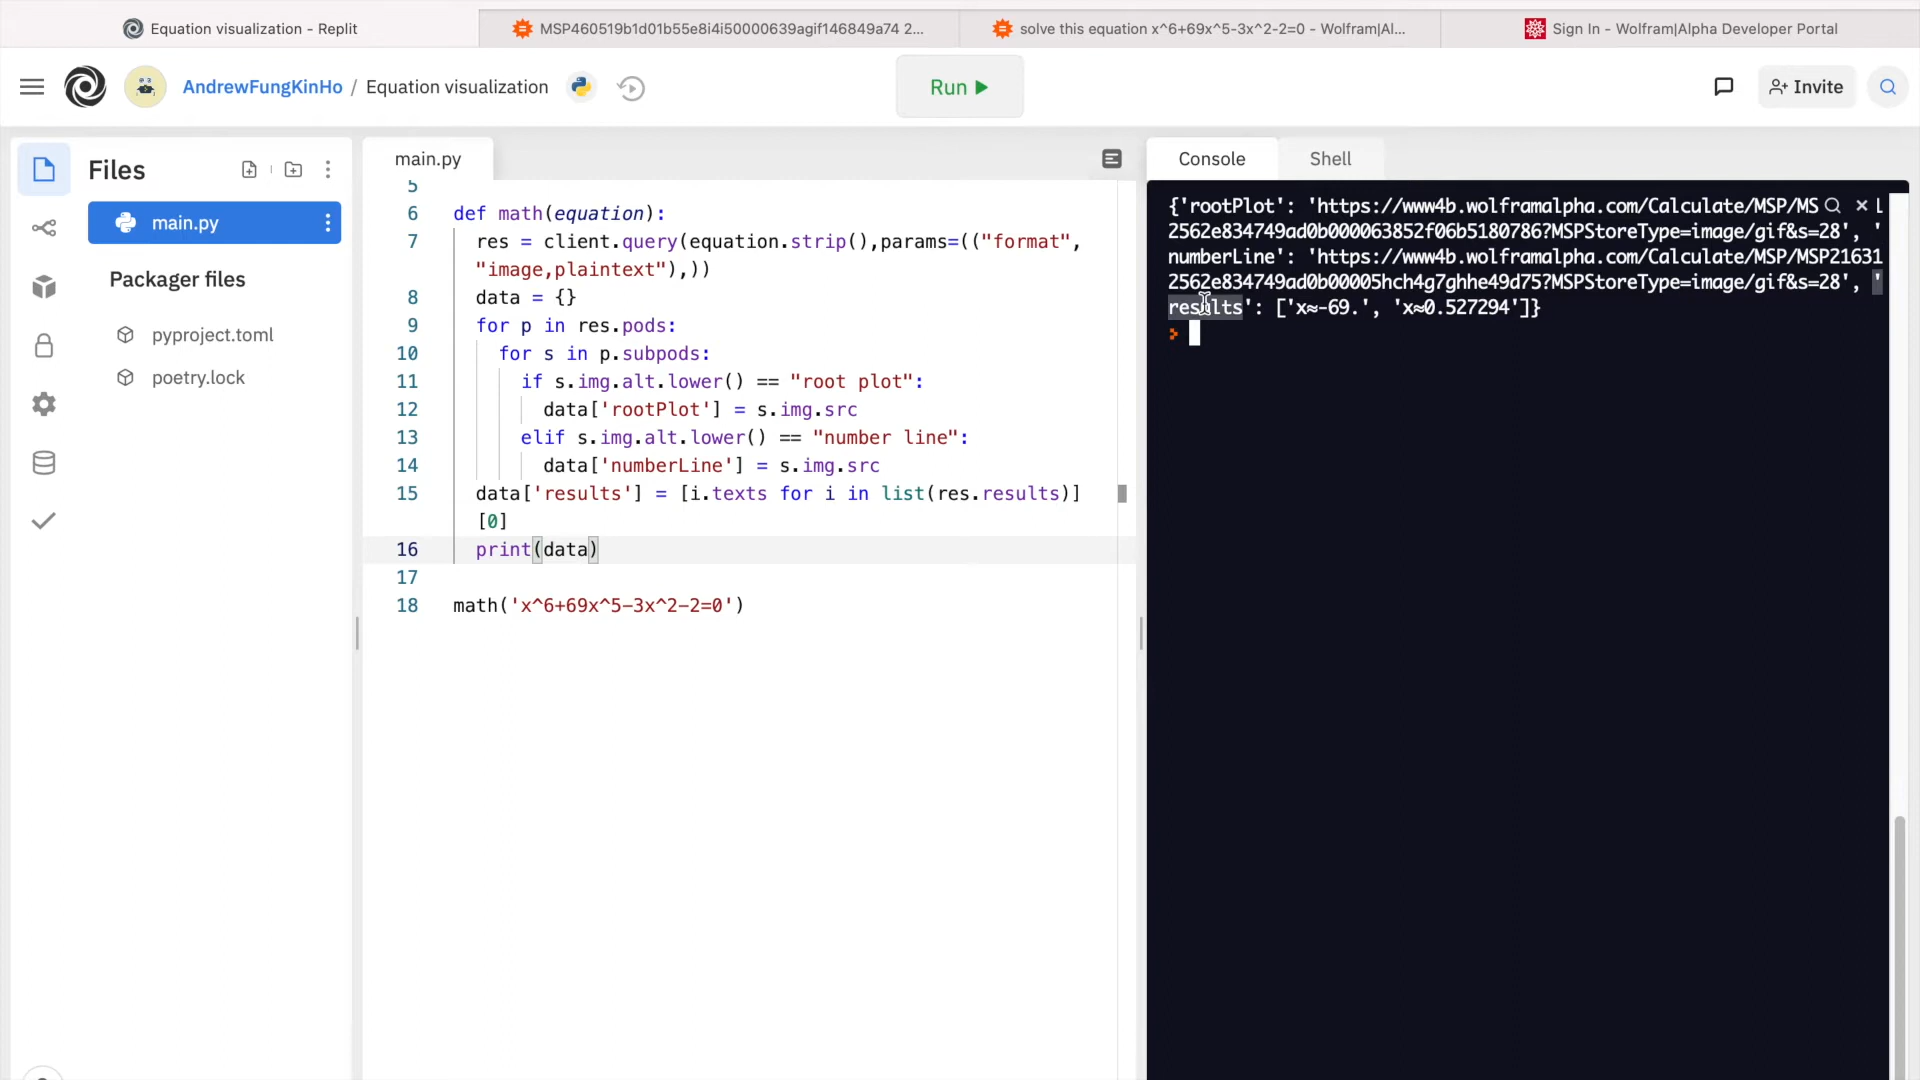 Equation visualization - Replit
MSP460519b1d01b55e8i4i50000639agif146849a74 2...
solve this equation x^6+69x^5-3x^2-2=0 - Wolfram|Al...
Sign In - Wolfram|Alpha Developer Portal
AndrewFungKinHo / Equation visualization
Run
Invite
Files
main.py
Packager files
pyproject.toml
poetry.lock
main.py
5
6 def math(equation):
7 res = client.query(equation.strip(),params=(("format",
"image,plaintext"),))
8 data = {}
9 for p in res.pods:
10 for s in p.subpods:
11 if s.img.alt.lower() == "root plot":
12 data['rootPlot'] = s.img.src
13 elif s.img.alt.lower() == "number line":
14 data['numberLine'] = s.img.src
15 data['results'] = [i.texts for i in list(res.results)]
[0]
16 print(data)
17
18 math('x^6+69x^5-3x^2-2=0')
Console
Shell
{'rootPlot': 'https://www4b.wolframalpha.com/Calculate/MSP/MS
2562e834749ad0b000063852f06b5180786?MSPStoreType=image/gif&s=28', '
numberLine': 'https://www4b.wolframalpha.com/Calculate/MSP/MSP21631
2562e834749ad0b00005hch4g7ghhe49d75?MSPStoreType=image/gif&s=28', '
results': ['x≈-69.', 'x≈0.527294']}